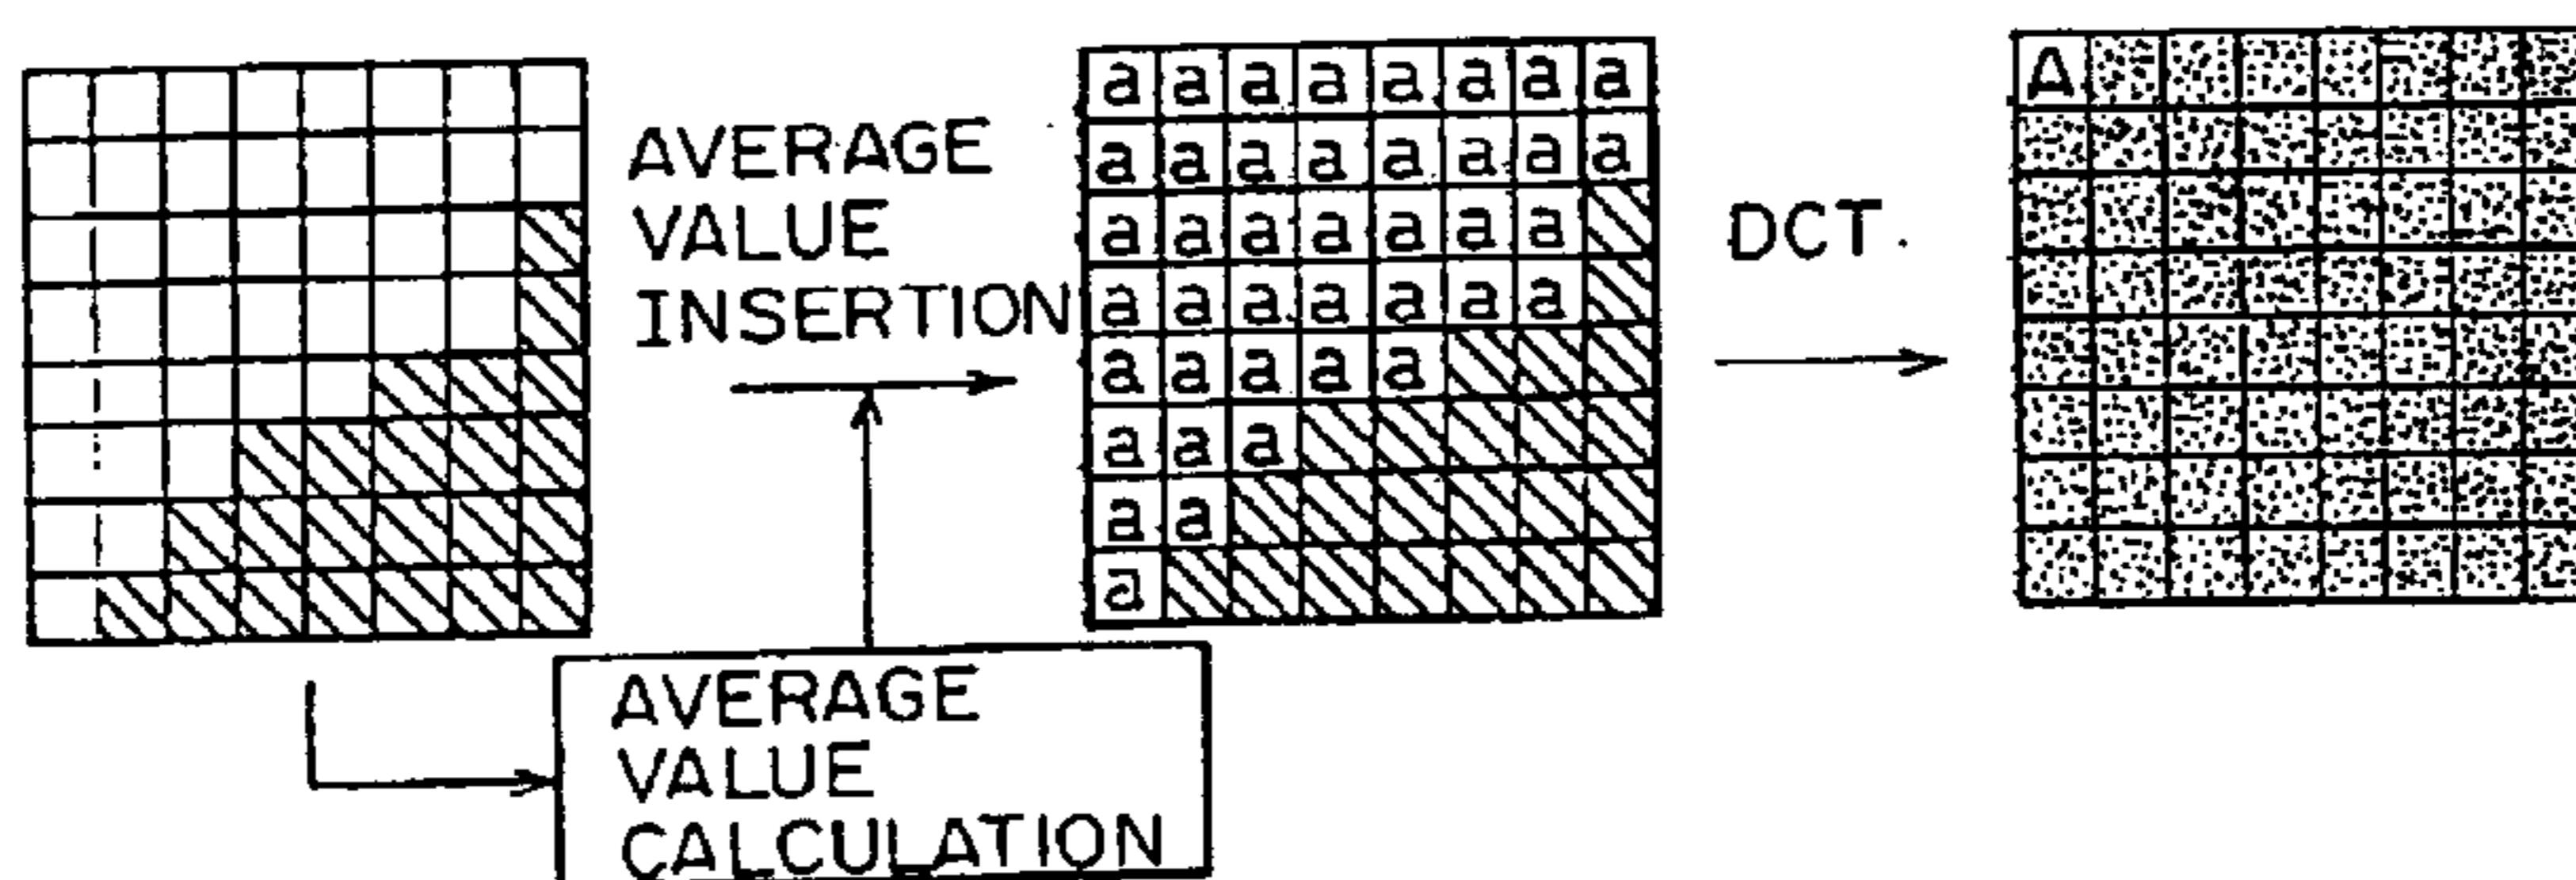 AVERAGE
VALUE
INSERTION
AVERAGE
VALUE
CALCULATION
a a a a a a a a
a a a a a a a a
a a a a a a a
a a a a a a a
a a a a a
a a a
a a
a
DCT
A